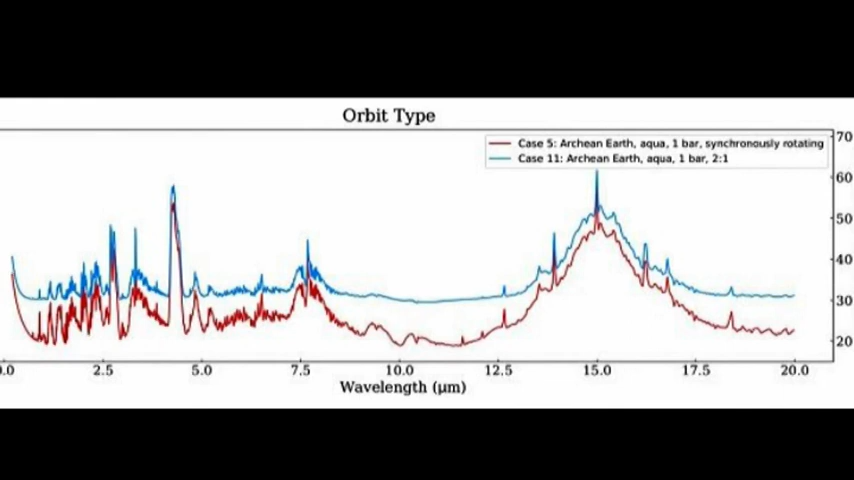 Orbit Type
Case 5: Archean Earth, aqua, 1 bar, synchronously rotating
Case 11: Archean Earth, aqua, 1 bar, 2:1
70
60
50
40
30
20
0.0 2.5 5.0 7.5 10.0 12.5 15.0 17.5 20.0
Wavelength (μm)